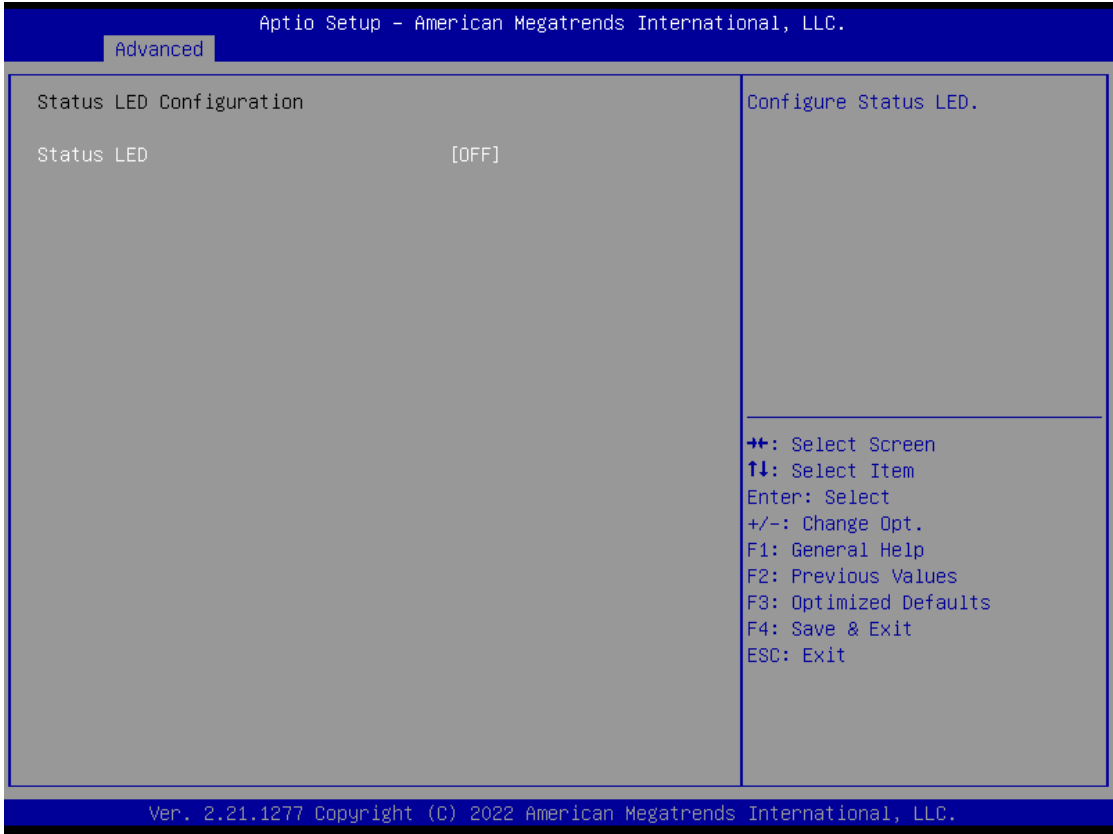 Aptio Setup – American Megatrends International, LLC.
Advanced
Status LED Configuration
Status LED [OFF]
Configure Status LED.
→←: Select Screen
↑↓: Select Item
Enter: Select
+/-: Change Opt.
F1: General Help
F2: Previous Values
F3: Optimized Defaults
F4: Save & Exit
ESC: Exit
Ver. 2.21.1277 Copyright (C) 2022 American Megatrends International, LLC.